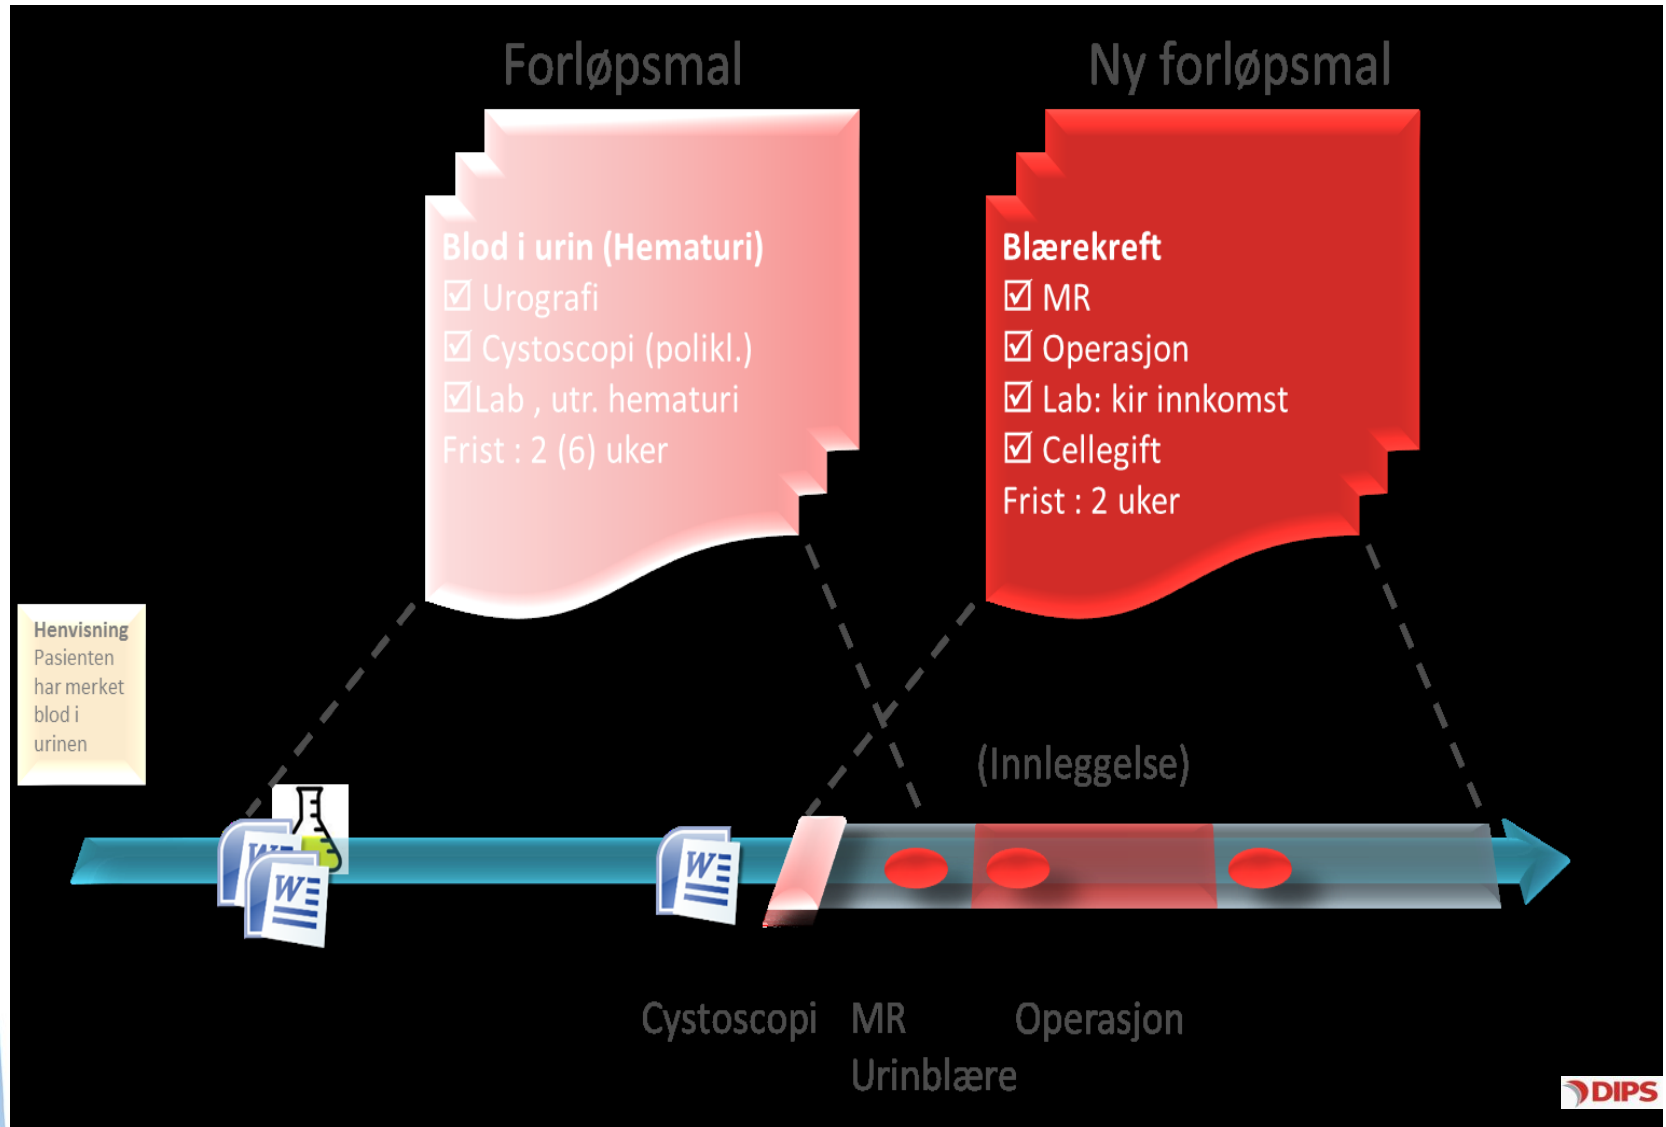 Forløpsmal
Ny forløpsmal
Blod i urin (Hematuri)
Urografi
Cystoscopi (polikl.)
Lab , utr. hematuri
Frist : 2 (6) uker
Blærekreft
MR
Operasjon
Lab: kir innkomst
Cellegift
Frist : 2 uker
Henvisning
Pasienten
har merket
blod i
urinen
(Innleggelse)
W
W
W
Cystoscopi
MR
Urinblære
Operasjon
DIPS